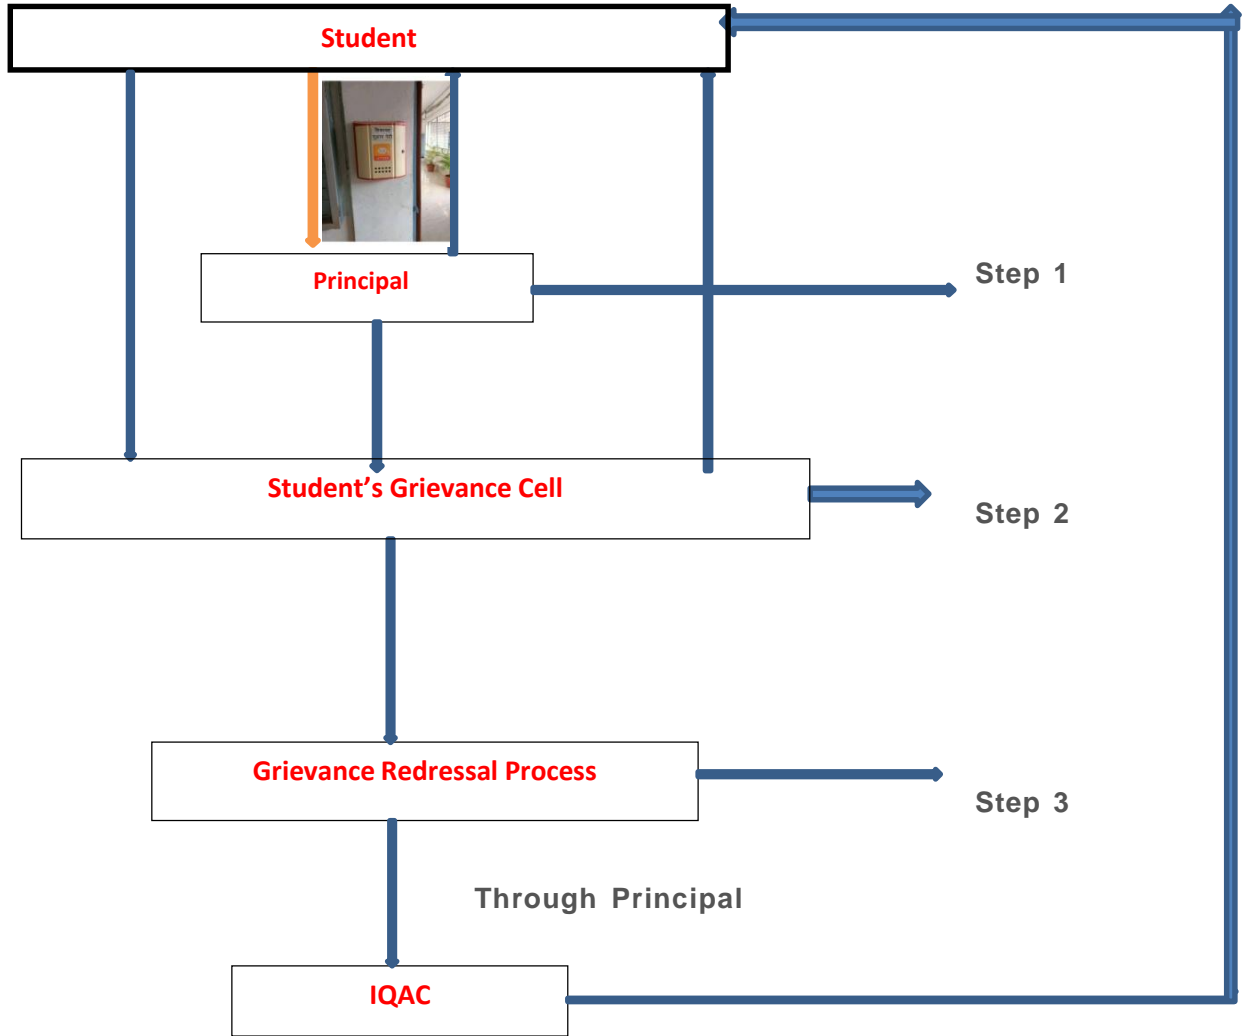 Student
Principal
Step 1
Student’s Grievance Cell
Step 2
Grievance Redressal Process
Step 3
Through Principal
IQAC